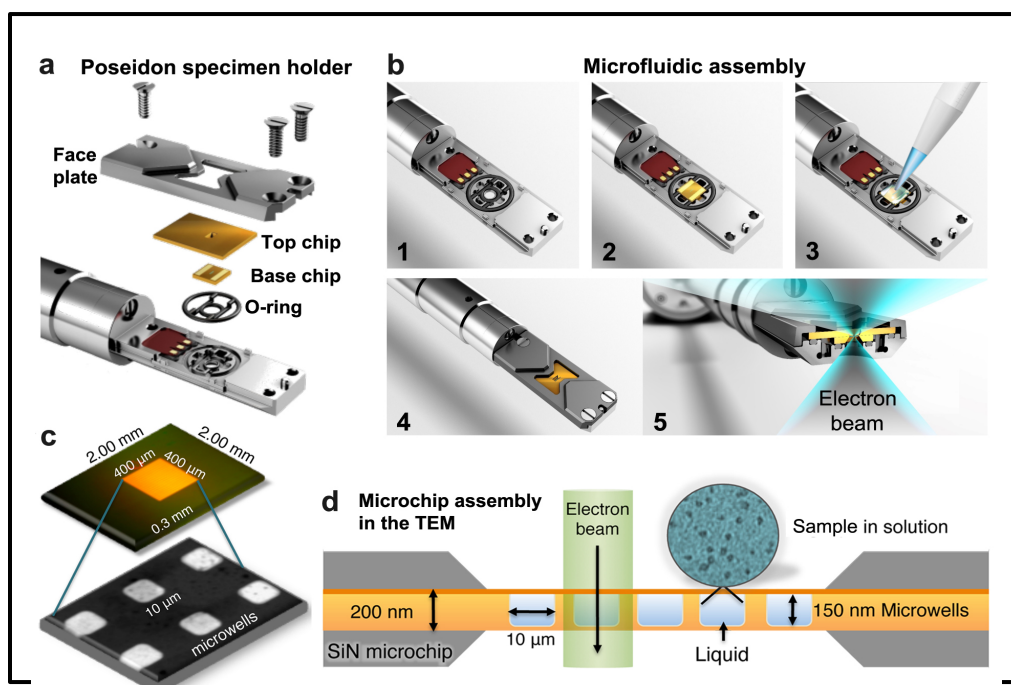 a
Poseidon specimen holder
Face
plate
Top chip
Base chip
O-ring
b
Microfluidic assembly
1
2
3
4
5
Electron
beam
c
2.00 mm
2.00 mm
400 µm
400 µm
0.3 mm
10 µm
microwells
d
Microchip assembly
in the TEM
Electron
beam
Sample in solution
200 nm
10 µm
150 nm Microwells
SiN microchip
Liquid